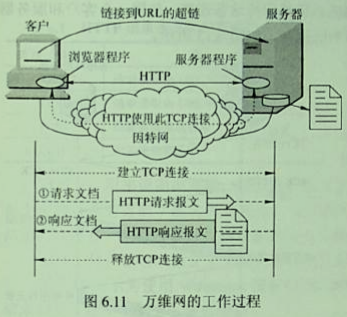 链接到URL的超链
客户
服务器
浏览器程序
服务器程序
HTTP
HTTP使用此TCP连接
因特网
建立TCP连接
①请求文档
HTTP请求报文
②响应文档
HTTP响应报文
释放TCP连接
图 6.11 万维网的工作过程